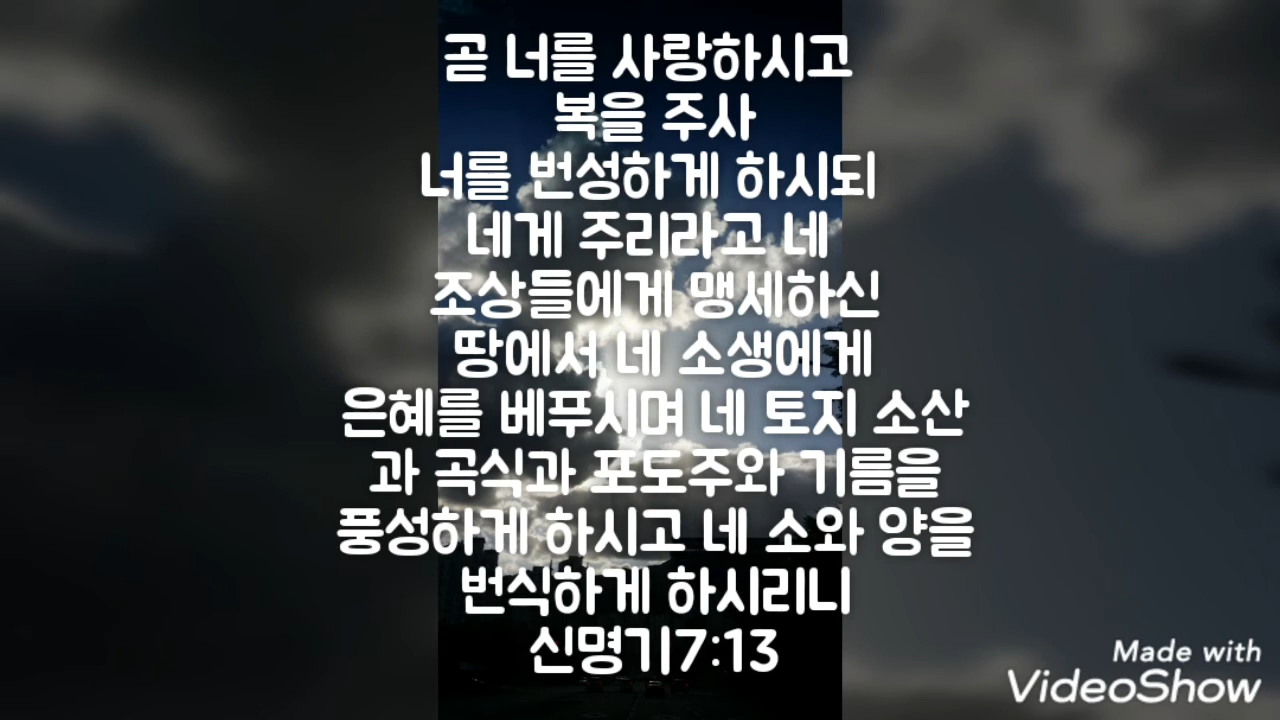 곧 너를 사랑하시고
복을 주사
너를 번성하게 하시되
네게 주리라고 네
조상들에게 맹세하신
땅에서 네 소생에게
은혜를 베푸시며 네 토지 소산
과 곡식과 포도주와 기름을
풍성하게 하시고 네 소와 양을
번식하게 하시리니
신명기7:13
Made with
VideoShow